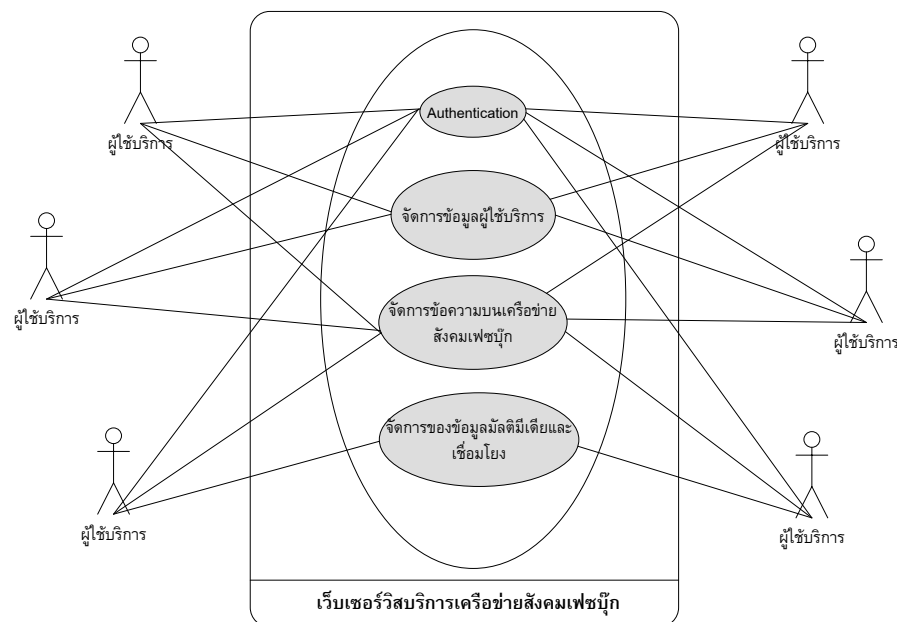 Authentication
ผู้ใช้บริการ
ผู้ใช้บริการ
จัดการข้อมูลผู้ใช้บริการ
ผู้ใช้บริการ
จัดการข้อความบนเครือข่าย
สังคมเฟซบุ๊ก
ผู้ใช้บริการ
จัดการของข้อมูลมัลติมีเดียและ
เชื่อมโยง
ผู้ใช้บริการ
ผู้ใช้บริการ
เว็บเซอร์วิสบริการเครือข่ายสังคมเฟซบุ๊ก